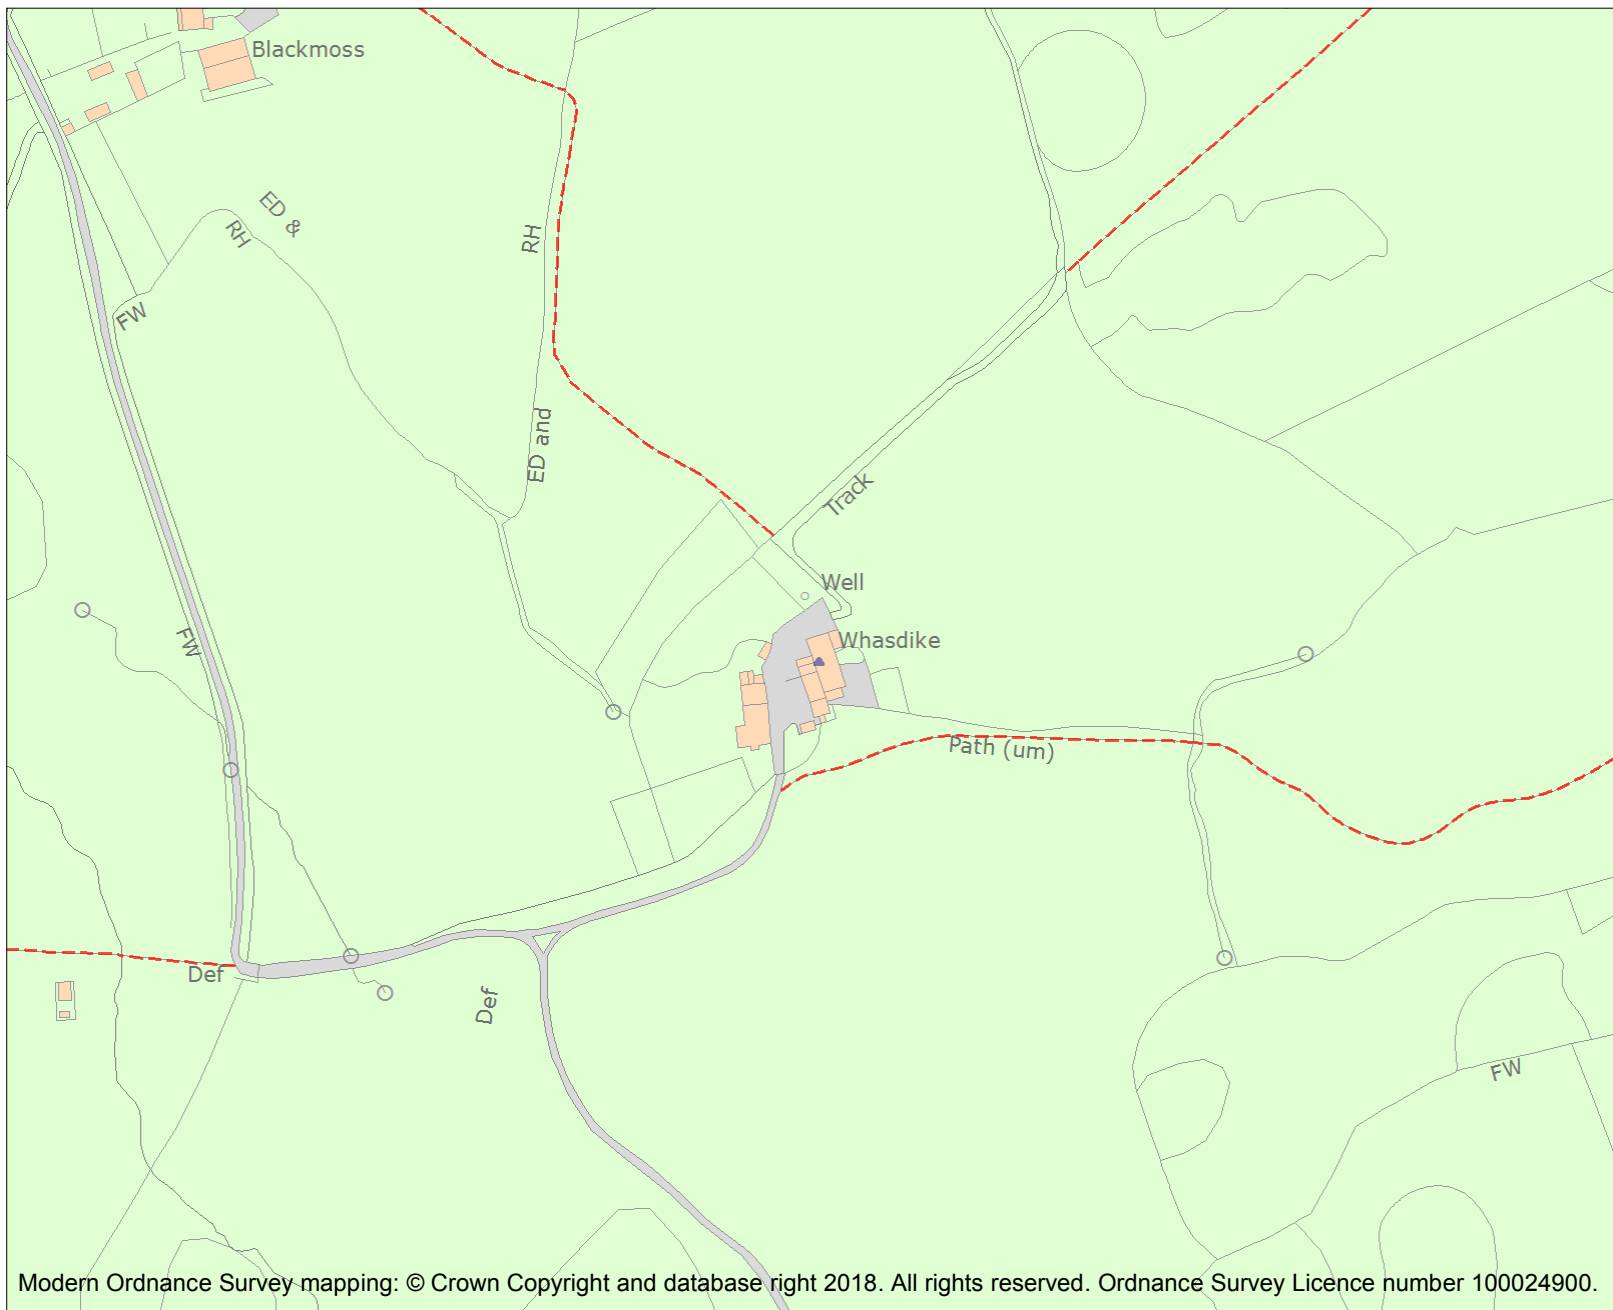 Blackmoss
ED &
RH
RH
FW
ED and
Track
Well
FW
Whasdike
Path (um)
Def
Def
FW
Modern Ordnance Survey mapping: © Crown Copyright and database right 2018. All rights reserved. Ordnance Survey Licence number 100024900.